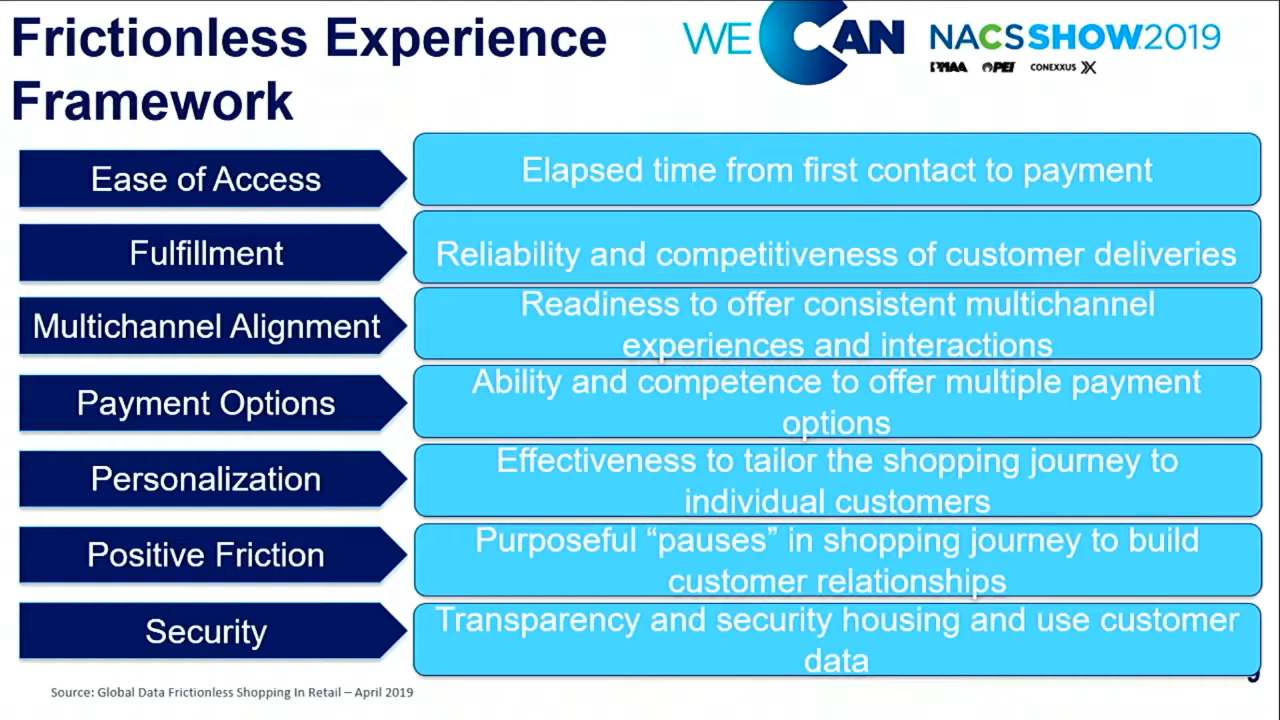 Frictionless Experience
Framework
WE CAN
NACS SHOW 2019
PEI
CONEXXUS
Ease of Access
Elapsed time from first contact to payment
Fulfillment
Reliability and competitiveness of customer deliveries
Multichannel Alignment
Readiness to offer consistent multichannel
experiences and interactions
Payment Options
Ability and competence to offer multiple payment
options
Personalization
Effectiveness to tailor the shopping journey to
individual customers
Positive Friction
Purposeful “pauses” in shopping journey to build
customer relationships
Security
Transparency and security housing and use customer
data
Source: Global Data Frictionless Shopping In Retail – April 2019